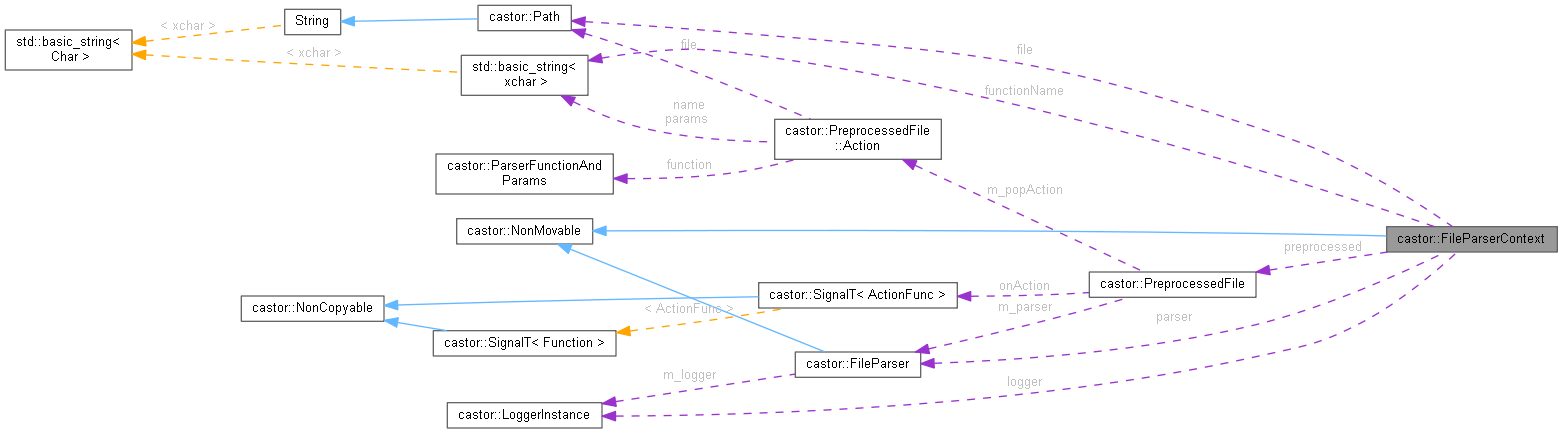 < xchar >
String
castor::Path
std::basic_string<
Char >
< xchar >
file
file
std::basic_string<
xchar >
functionName
name
params
castor::PreprocessedFile
::Action
castor::ParserFunctionAnd
Params
function
m_popAction
castor::NonMovable
castor::FileParserContext
preprocessed
castor::PreprocessedFile
onAction
castor::SignalT< ActionFunc >
castor::NonCopyable
< ActionFunc >
m_parser
parser
castor::SignalT< Function >
castor::FileParser
m_logger
logger
castor::LoggerInstance